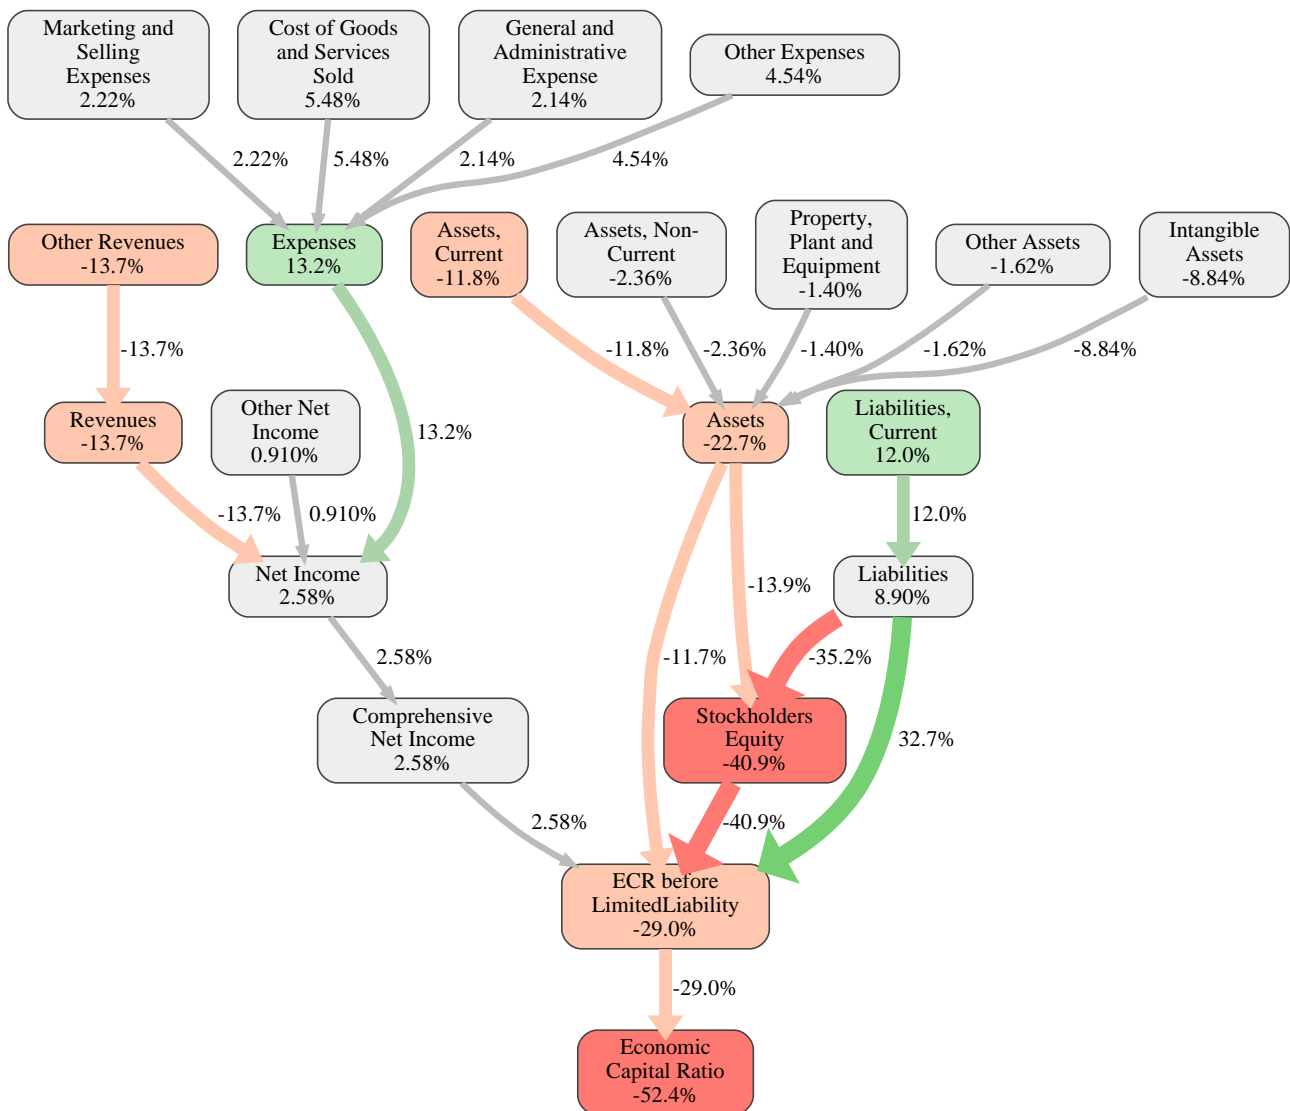 Marketing and
Selling
Expenses
2.22%
Cost of Goods
and Services
Sold
5.48%
General and
Administrative
Expense
2.14%
Other Expenses
4.54%
2.22%
5.48%
2.14%
4.54%
Other Revenues
-13.7%
Expenses
13.2%
Assets,
Current
-11.8%
Assets, Non-
Current
-2.36%
Property,
Plant and
Equipment
-1.40%
Other Assets
-1.62%
Intangible
Assets
-8.84%
-13.7%
-11.8%
-2.36%
-1.40%
-1.62%
-8.84%
Revenues
-13.7%
Other Net
Income
0.910%
13.2%
Assets
-22.7%
Liabilities,
Current
12.0%
-13.7%
0.910%
12.0%
Net Income
2.58%
-13.9%
Liabilities
8.90%
2.58%
-11.7%
-35.2%
Comprehensive
Net Income
2.58%
Stockholders
Equity
-40.9%
32.7%
2.58%
-40.9%
ECR before
LimitedLiability
-29.0%
-29.0%
Economic
Capital Ratio
-52.4%